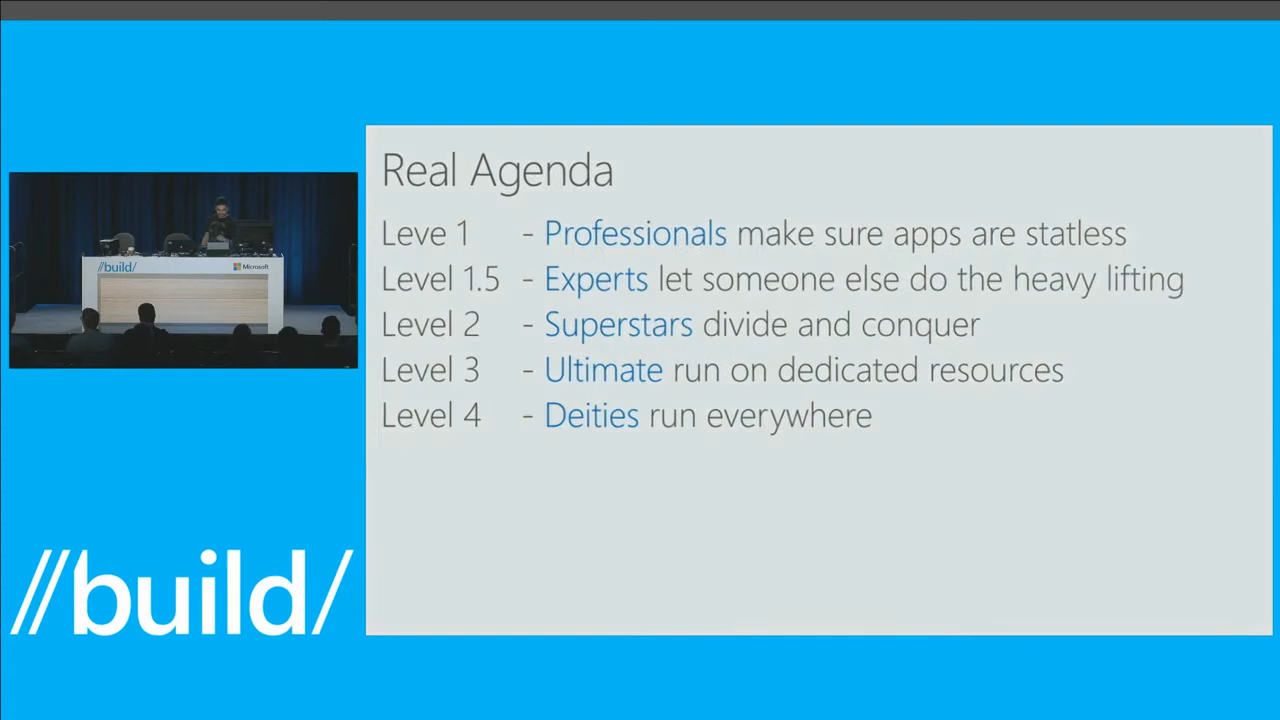 Real Agenda
Leve 1 - Professionals make sure apps are statless
Level 1.5 - Experts let someone else do the heavy lifting
Level 2 - Superstars divide and conquer
Level 3 - Ultimate run on dedicated resources
Level 4 - Deities run everywhere
//build/ Microsoft
//build/